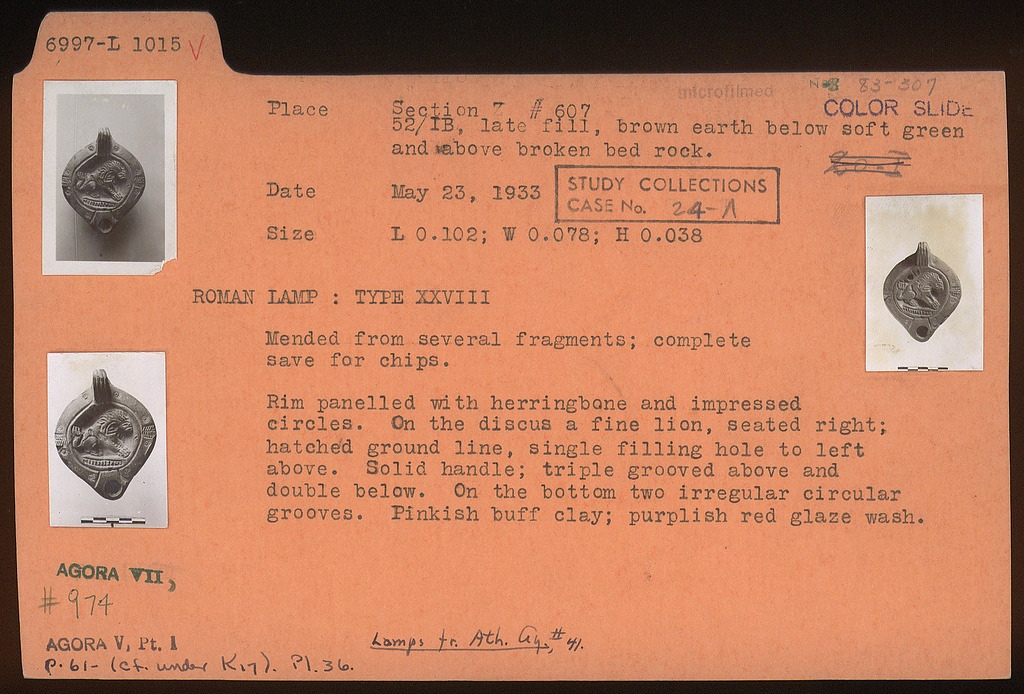 6997-L 1015 √
microfilmed
83-307
COLOR SLIDE
Place Section Z # 607
52/IB, late fill, brown earth below soft green
and above broken bed rock.
Date May 23, 1933
STUDY COLLECTIONS
CASE No. 24-Λ
Size L 0.102; W 0.078; H 0.038
ROMAN LAMP : TYPE XXVIII
Mended from several fragments; complete
save for chips.
Rim panelled with herringbone and impressed
circles. On the discus a fine lion, seated right;
hatched ground line, single filling hole to left
above. Solid handle; triple grooved above and
double below. On the bottom two irregular circular
grooves. Pinkish buff clay; purplish red glaze wash.
AGORA VII,
# 974
AGORA V, Pt. I
p. 61- (cf. under K17). Pl. 36.
Lamps fr. Ath. Ag., # 41.